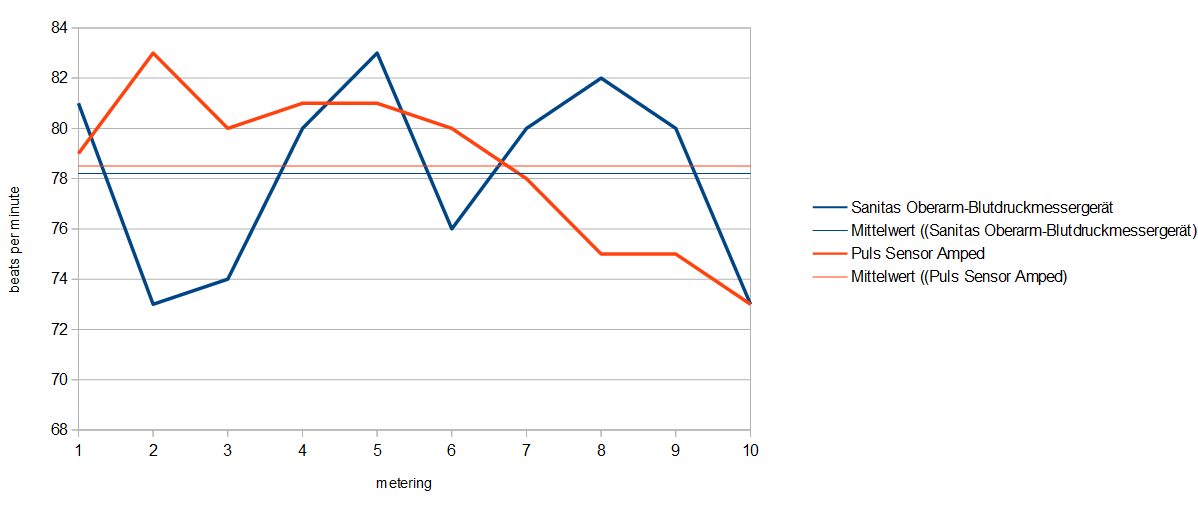 84
82
80
78
76
74
72
70
68
beats per minute
1 2 3 4 5 6 7 8 9 10
metering
Sanitas Oberarm-Blutdruckmessergerät
Mittelwert ((Sanitas Oberarm-Blutdruckmessergerät)
Puls Sensor Amped
Mittelwert ((Puls Sensor Amped)